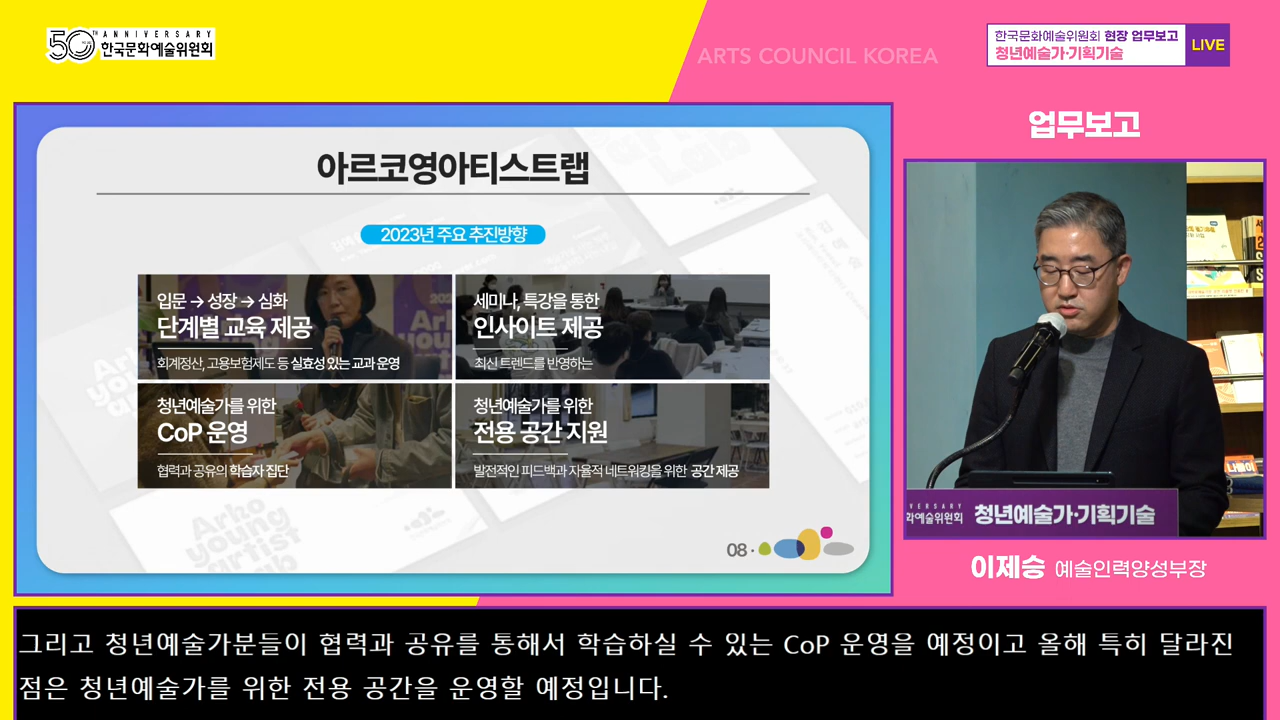 50TH ANNIVERSARY
한국문화예술위원회
ARTS COUNCIL KOREA
한국문화예술위원회 현장 업무보고
청년예술가·기획기술
LIVE
업무보고
아르코영아티스트랩
2023년 주요 추진방향
입문 → 성장 → 심화
단계별 교육 제공
회계정산, 고용보험제도 등 실효성 있는 교과 운영
세미나, 특강을 통한
인사이트 제공
최신 트렌드를 반영하는
청년예술가를 위한
CoP 운영
협력과 공유의 학습자 집단
청년예술가를 위한
전용 공간 지원
발전적인 피드백과 자율적 네트워킹을 위한 공간 제공
Arko
young
artist
08
VERSARY
화예술위원회
청년예술가·기획기술
이제승 예술인력양성부장
그리고 청년예술가분들이 협력과 공유를 통해서 학습하실 수 있는 CoP 운영을 예정이고 올해 특히 달라진
점은 청년예술가를 위한 전용 공간을 운영할 예정입니다.